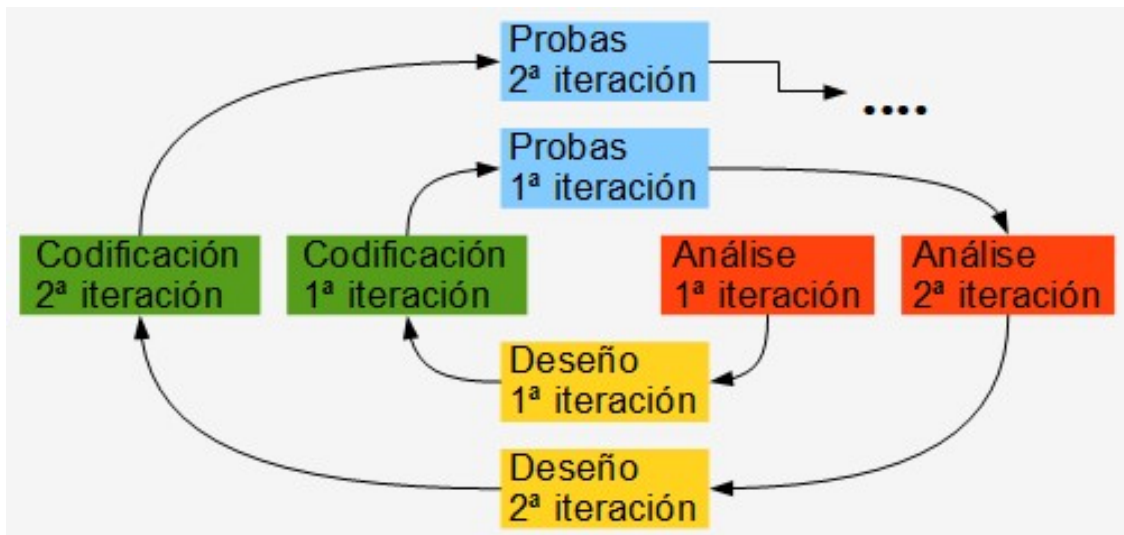 Probas
2ª iteración
....
Probas
1ª iteración
Codificación
2ª iteración
Codificación
1ª iteración
Análise
1ª iteración
Análise
2ª iteración
Deseño
1ª iteración
Deseño
2ª iteración